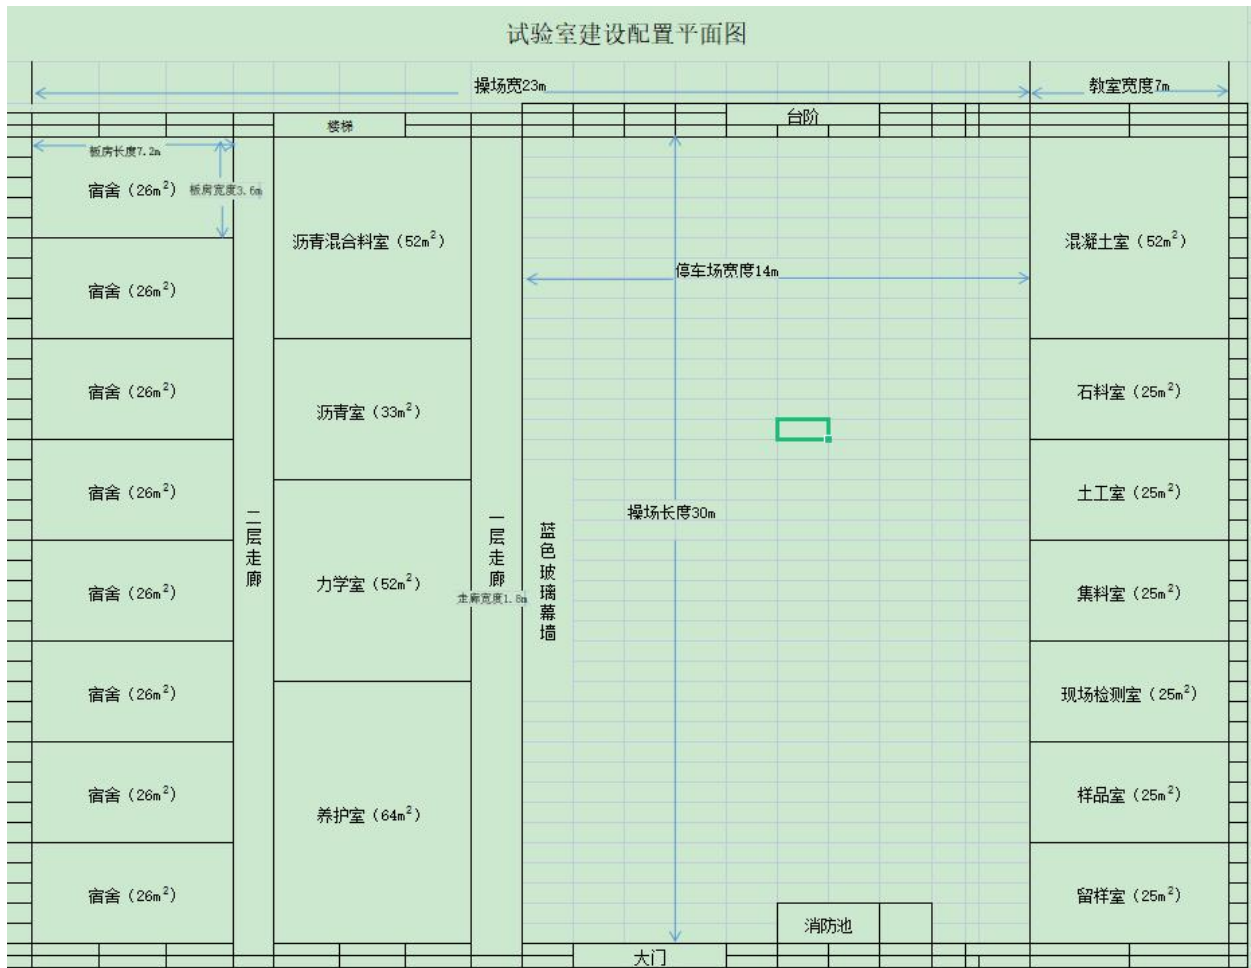 试验室建设配置平面图
操场宽23m
教室宽度7m
台阶
楼梯
板房长度7.2m
宿舍（26m²）
板房宽度3.6m
沥青混合料室（52m²）
混凝土室（52m²）
停车场宽度14m
宿舍（26m²）
宿舍（26m²）
沥青室（33m²）
石料室（25m²）
宿舍（26m²）
土工室（25m²）
操场长度30m
二层走廊
一层走廊
蓝色玻璃幕墙
宿舍（26m²）
力学室（52m²）
走廊宽度1.8m
集料室（25m²）
宿舍（26m²）
现场检测室（25m²）
宿舍（26m²）
养护室（64m²）
样品室（25m²）
宿舍（26m²）
留样室（25m²）
消防池
大门